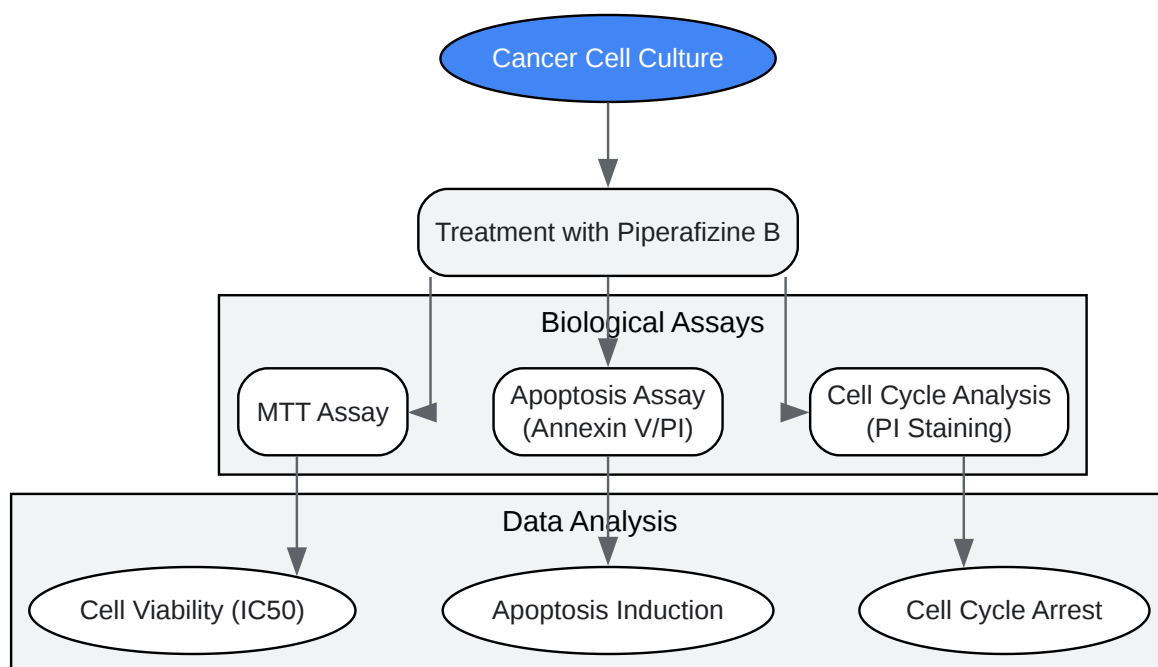 Cancer Cell Culture
Treatment with Piperafizine B
Biological Assays
MTT Assay
Apoptosis Assay
(Annexin V/PI)
Cell Cycle Analysis
(PI Staining)
Data Analysis
Cell Viability (IC50)
Apoptosis Induction
Cell Cycle Arrest